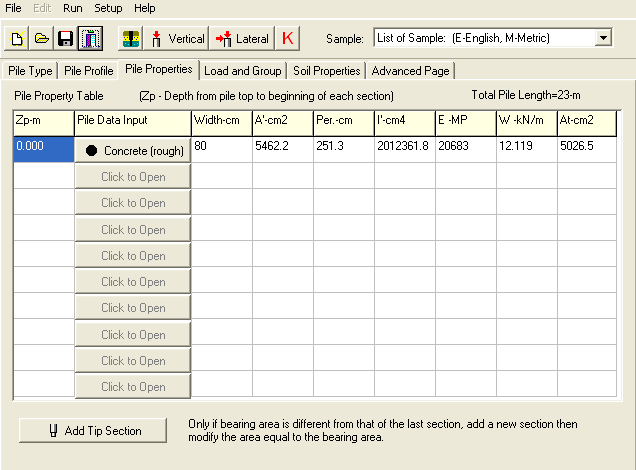 File Edit Run Setup Help
Vertical Lateral K Sample: List of Sample: (E-English, M-Metric)
Pile Type Pile Profile Pile Properties Load and Group Soil Properties Advanced Page
Pile Property Table (Zp - Depth from pile top to beginning of each section) Total Pile Length=23-m
Zp-m Pile Data Input Width-cm A'-cm2 Per.-cm I'-cm4 E -MP W -kN/m At-cm2
0.000 Concrete (rough) 80 5462.2 251.3 2012361.8 20683 12.119 5026.5
Click to Open
Click to Open
Click to Open
Click to Open
Click to Open
Click to Open
Click to Open
Click to Open
Click to Open
Add Tip Section Only if bearing area is different from that of the last section, add a new section then
modify the area equal to the bearing area.